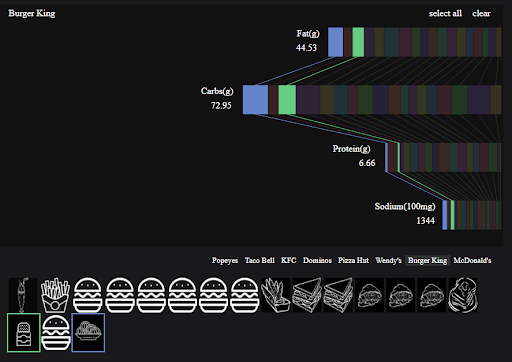 Burger King
select all clear
Fat(g)
44.53
Carbs(g)
72.95
Protein(g)
6.66
Sodium(100mg)
1344
Popeyes Taco Bell KFC Dominos Pizza Hut Wendy's Burger King McDonald's